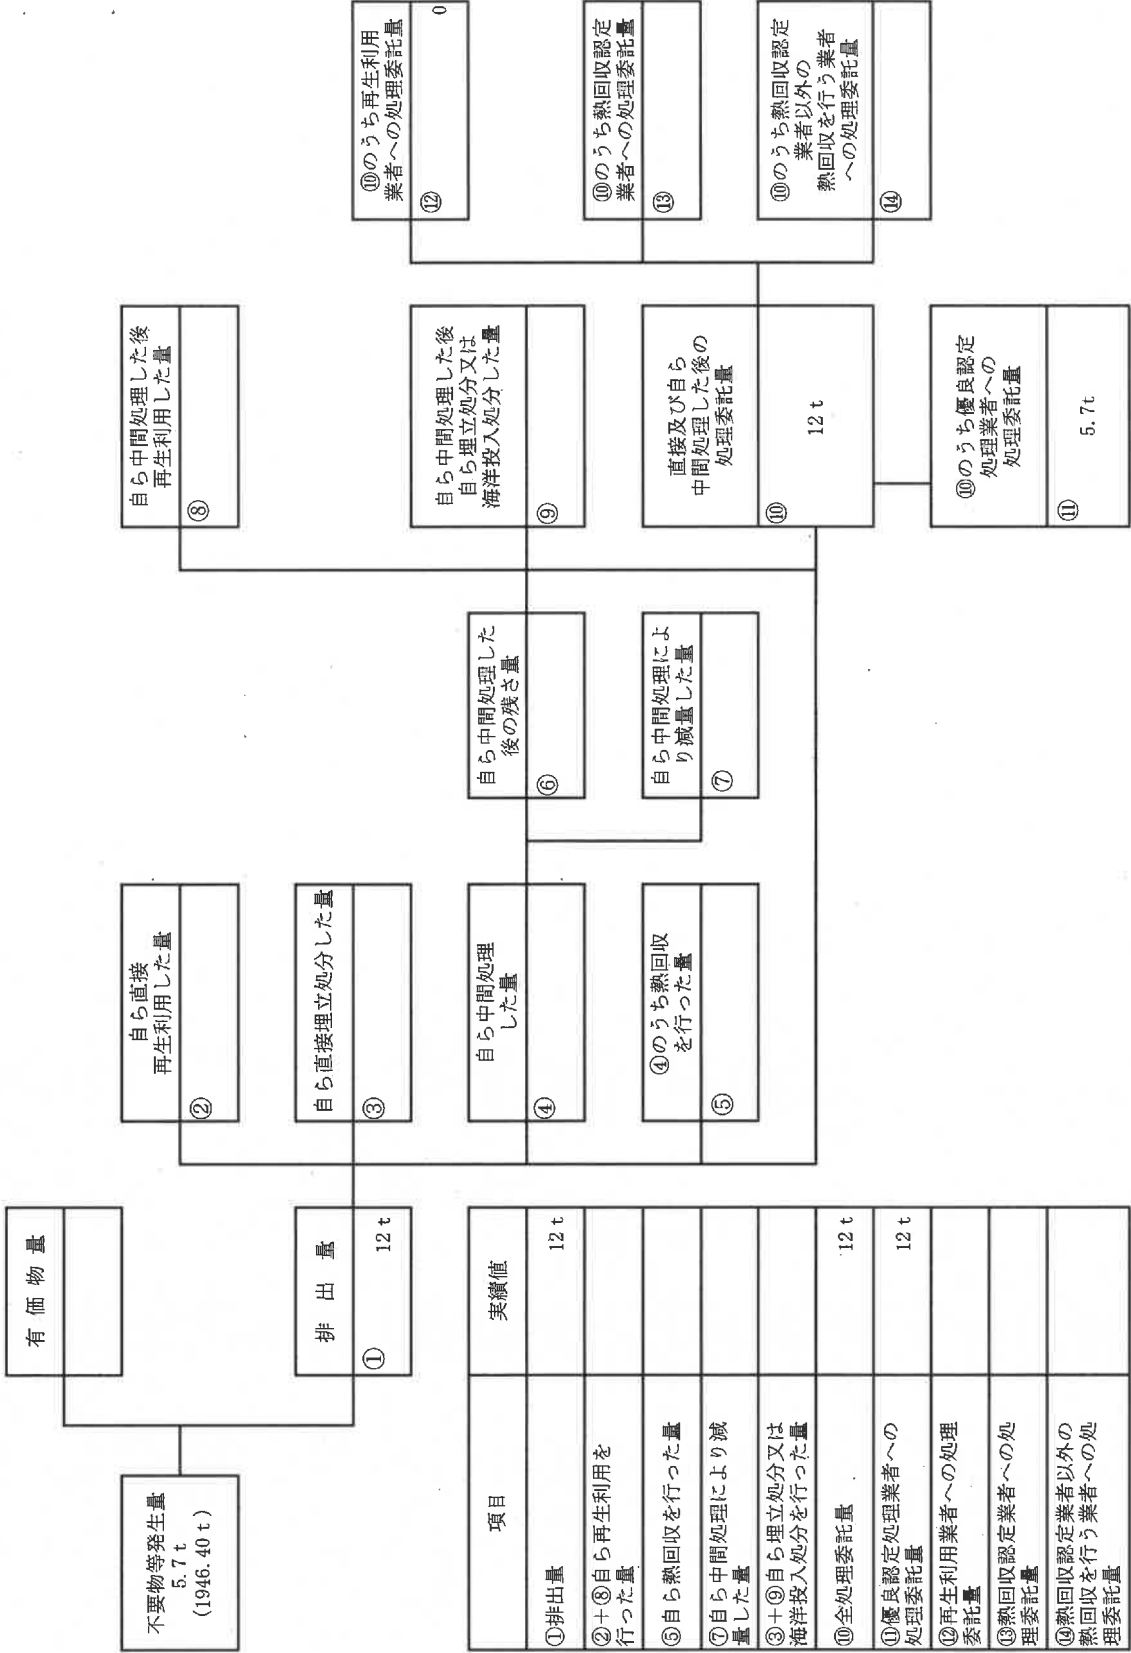 有価物量
不要物等発生量
5.7t
(1946.40t)
排出量
①
12t
自ら直接
再生利用した量
②
自ら直接埋立処分した量
③
自ら中間処理
した量
④
④のうち熱回収
を行った量
⑤
自ら中間処理した
後の残さ量
⑥
自ら中間処理によ
り減量した量
⑦
自ら中間処理した後
再生利用した量
⑧
自ら中間処理した後
自ら埋立処分又は
海洋投入処分した量
⑨
直接及び自ら
中間処理した後の
処理委託量
⑩
12t
⑩のうち優良認定
処理業者への
処理委託量
⑪
5.7t
⑩のうち再生利用
業者への処理委託量
⑫
0
⑩のうち熱回収認定
業者への処理委託量
⑬
⑩のうち熱回収認定
業者以外の
熱回収を行う業者
への処理委託量
⑭
項目 実績値
①排出量 12t
②+⑧自ら再生利用を
行った量
⑤自ら熱回収を行った量
⑦自ら中間処理により減
量した量
③+⑨自ら埋立処分又は
海洋投入処分を行った量
⑩全処理委託量 12t
⑪優良認定処理業者への
処理委託量 12t
⑫再生利用業者への処理
委託量
⑬熱回収認定業者への処
理委託量
⑭熱回収認定業者以外の
熱回収を行う業者への処
理委託量